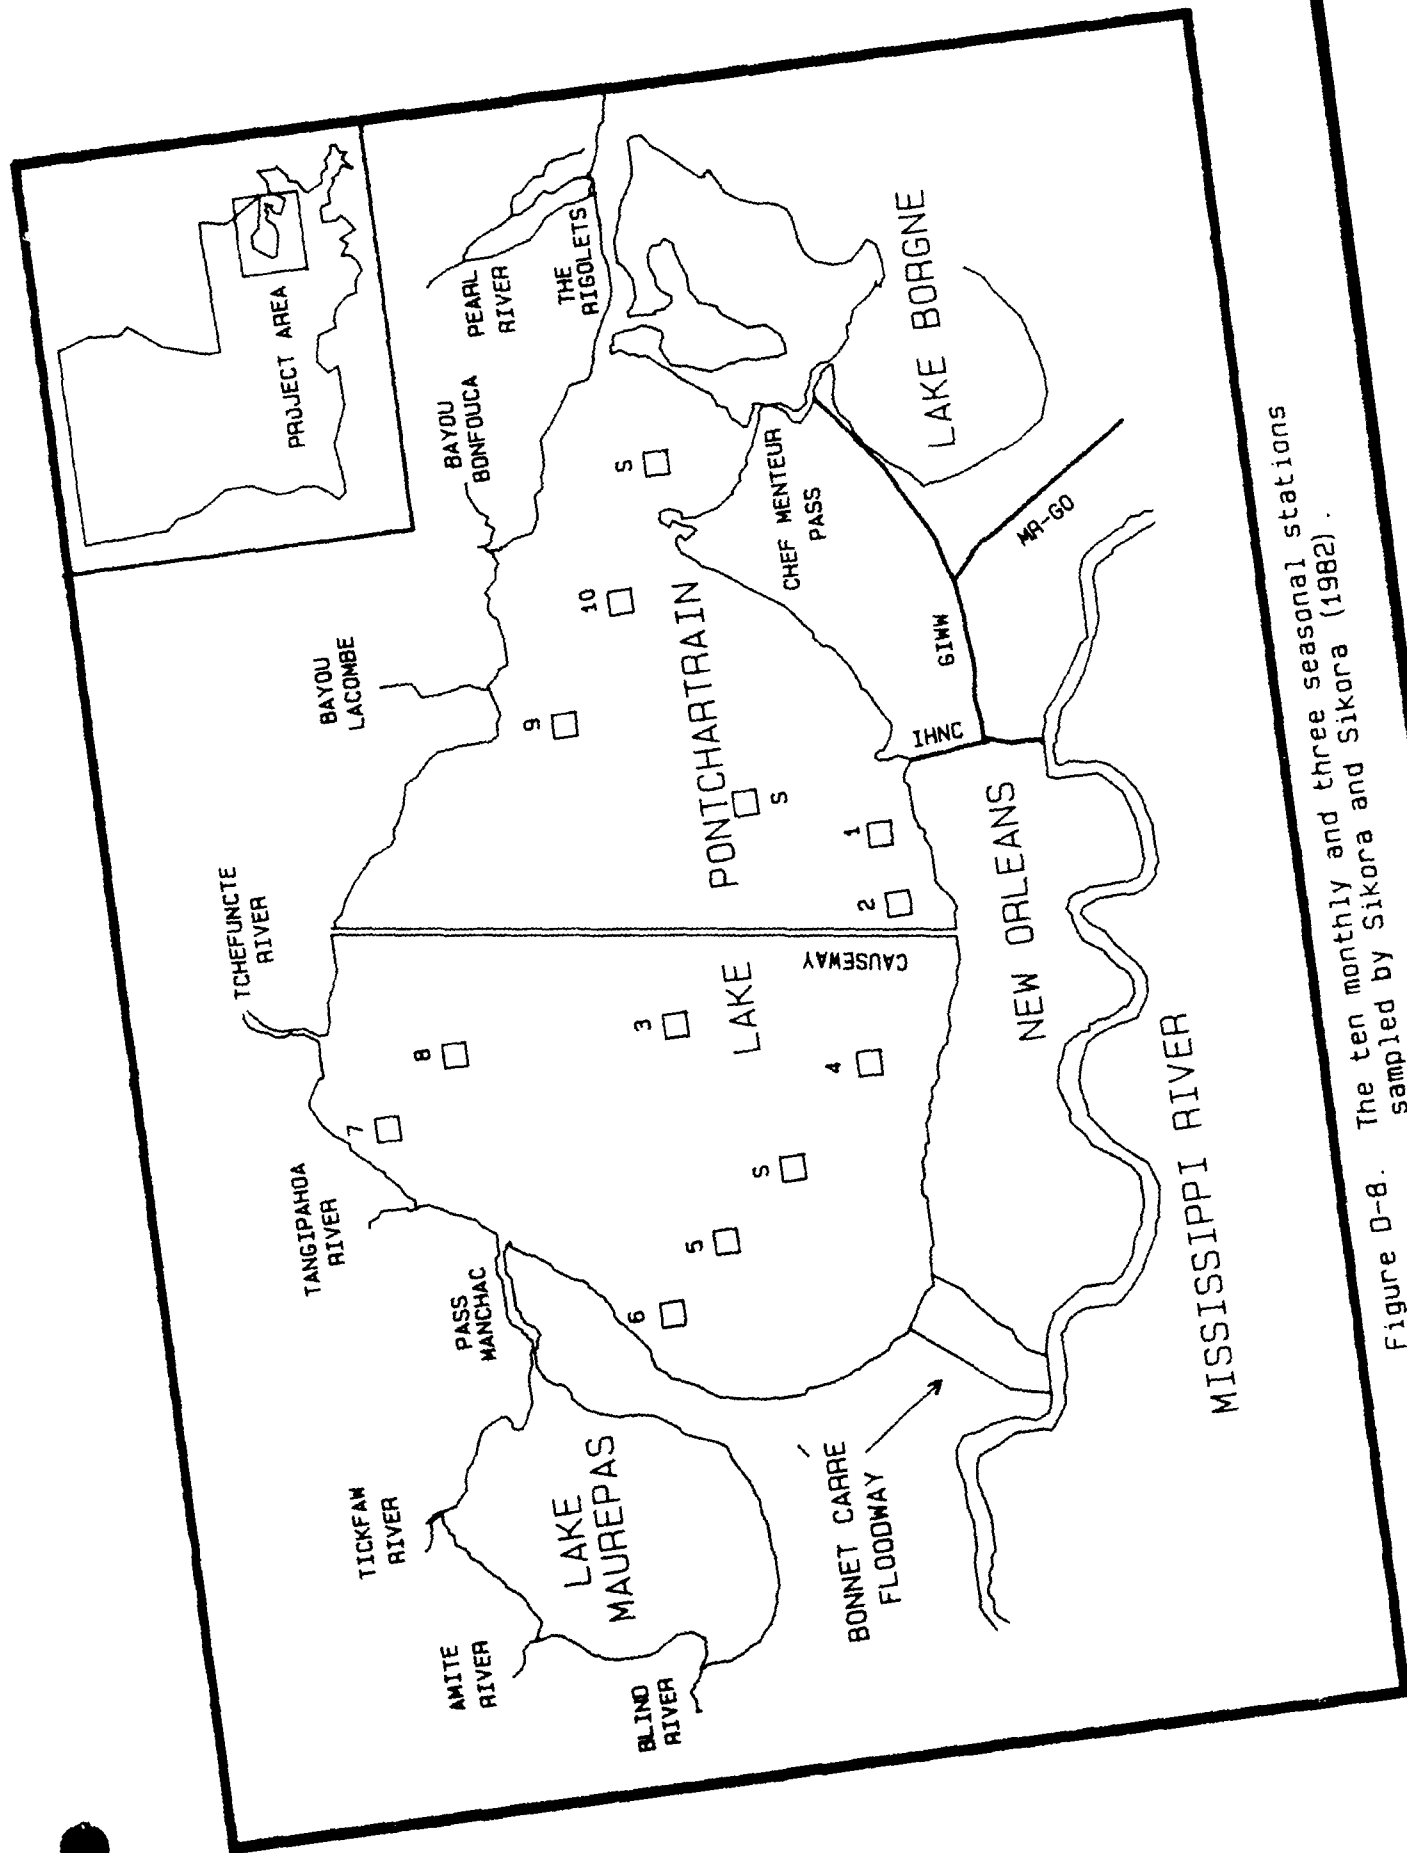 PROJECT AREA
PEARL
RIVER
THE
RIGOLETS
BAYOU
BONFOUCA
BAYOU
LACOMBE
TCHEFUNCTE
RIVER
TANGIPAHOA
RIVER
PASS
MANCHAC
TICKFAW
RIVER
AMITE
RIVER
BLIND
RIVER
LAKE
MAUREPAS
BONNET CARRÉ
FLOODWAY
LAKE
PONTCHARTRAIN
CAUSEWAY
6
5
S
4
3
7
8
2
1
S
9
10
S
CHEF MENTEUR
PASS
LAKE BORGNE
MR-GO
GIWW
IHNC
NEW ORLEANS
MISSISSIPPI RIVER
Figure D-8. The ten monthly and three seasonal stations
sampled by Sikora and Sikora (1982).